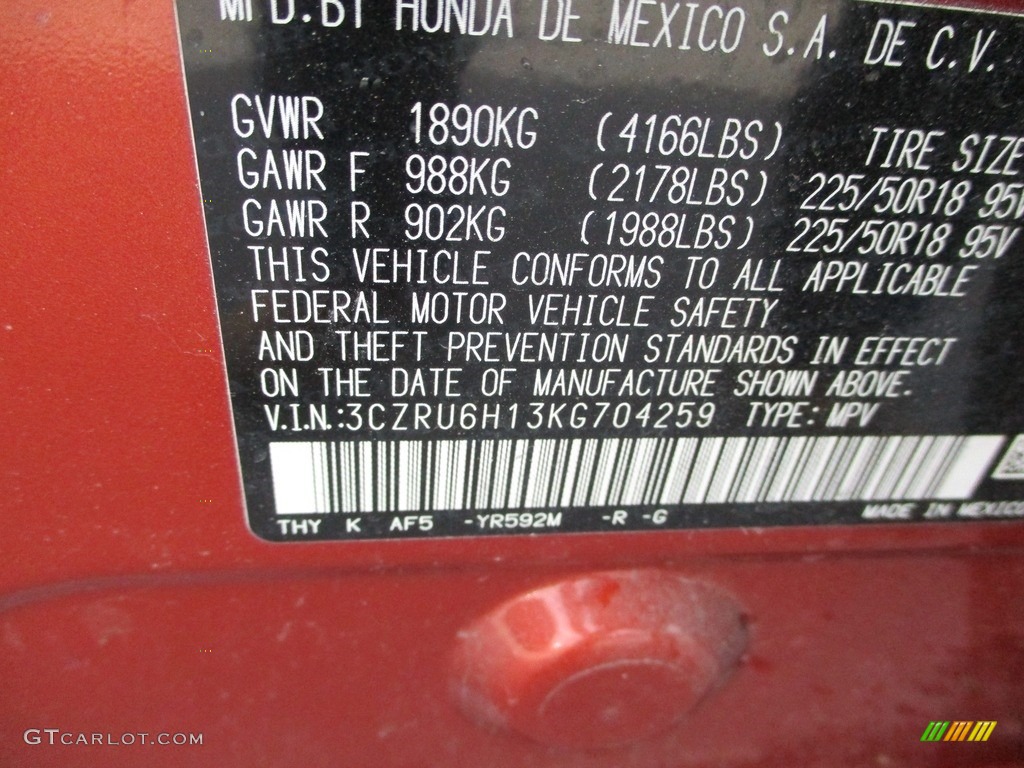 MFD.BY HONDA DE MEXICO S.A. DE C.V.
GVWR 1890KG (4166LBS) TIRE SIZE
GAWR F 988KG (2178LBS) 225/50R18 95V
GAWR R 902KG (1988LBS) 225/50R18 95V
THIS VEHICLE CONFORMS TO ALL APPLICABLE
FEDERAL MOTOR VEHICLE SAFETY
AND THEFT PREVENTION STANDARDS IN EFFECT
ON THE DATE OF MANUFACTURE SHOWN ABOVE.
V.I.N.:3CZRU6H13KG704259 TYPE: MPV
THY K AF5 -YR592M -R -G MADE IN MEXICO
GTCARLOT.COM